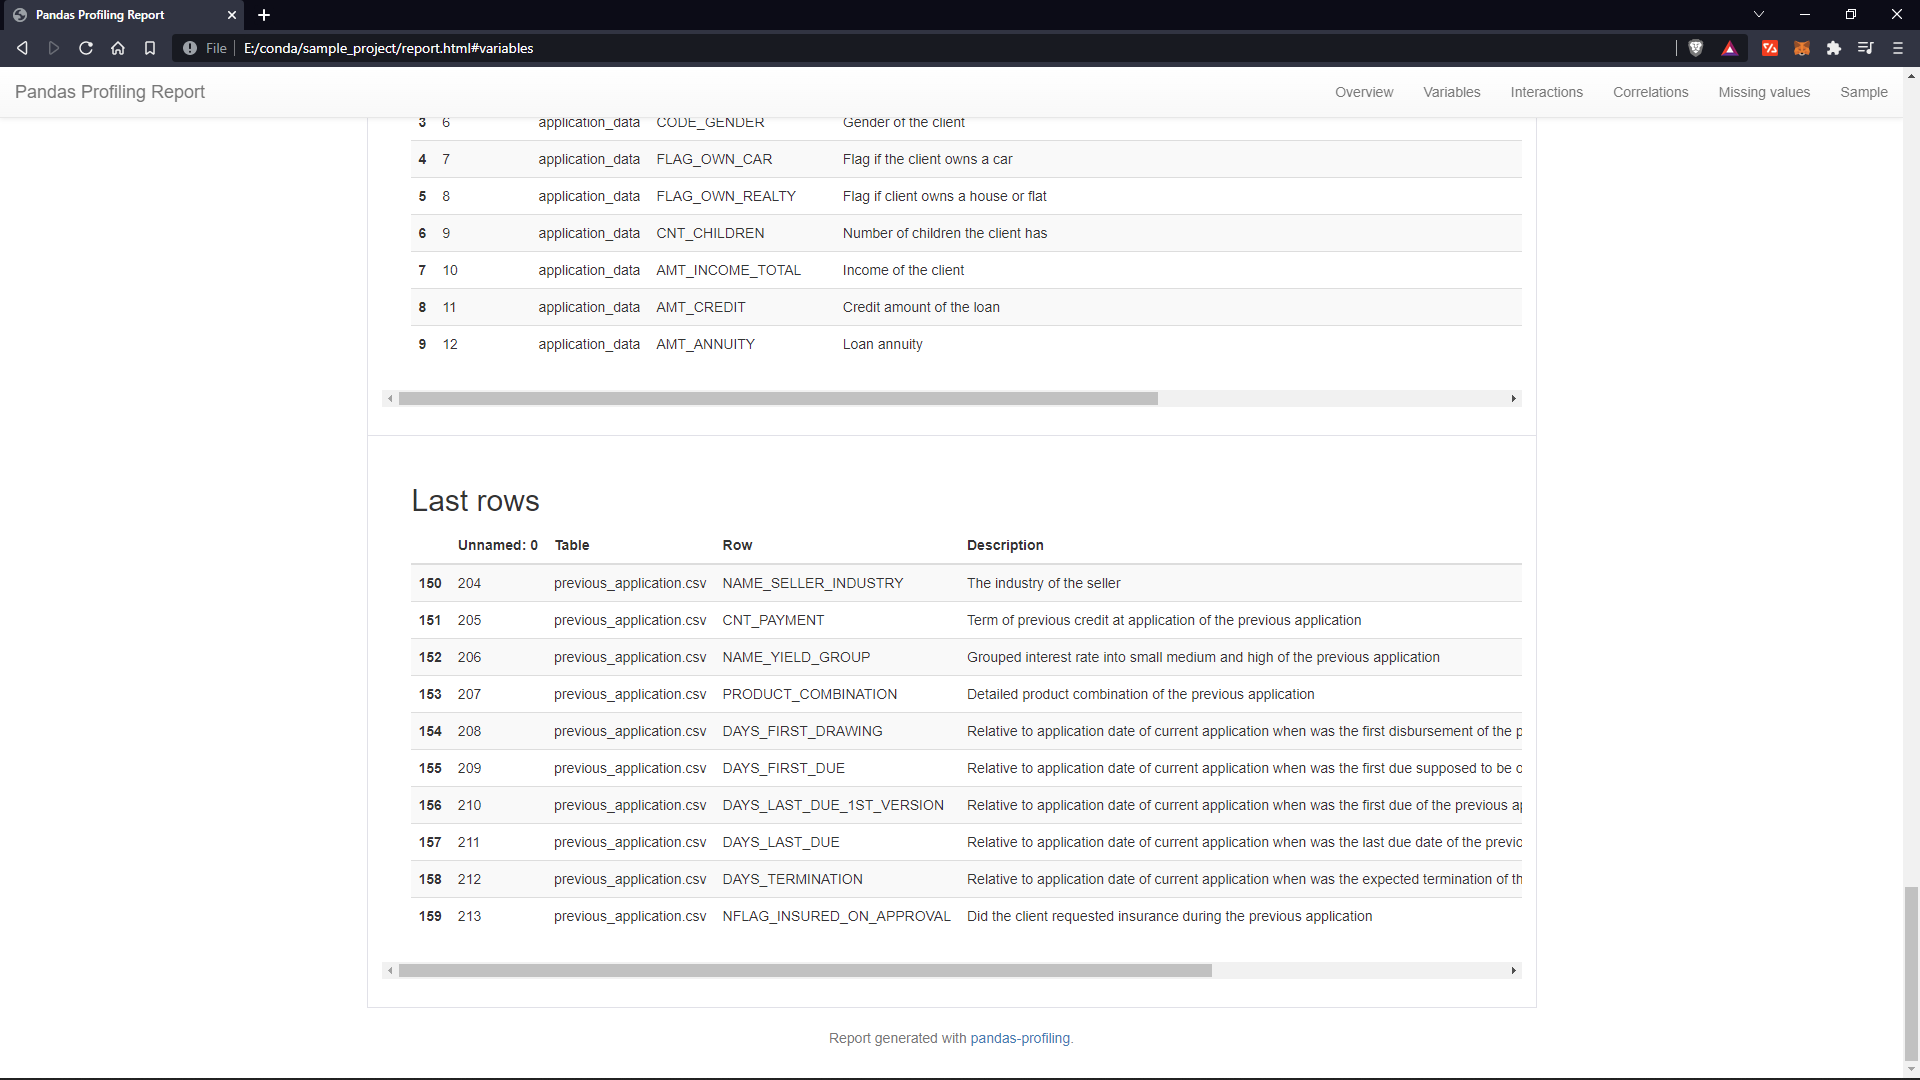 Pandas Profiling Report
File E:/conda/sample_project/report.html#variables
Pandas Profiling Report Overview Variables Interactions Correlations Missing values Sample
3 6 application_data CODE_GENDER Gender of the client
4 7 application_data FLAG_OWN_CAR Flag if the client owns a car
5 8 application_data FLAG_OWN_REALTY Flag if client owns a house or flat
6 9 application_data CNT_CHILDREN Number of children the client has
7 10 application_data AMT_INCOME_TOTAL Income of the client
8 11 application_data AMT_CREDIT Credit amount of the loan
9 12 application_data AMT_ANNUITY Loan annuity
Last rows
Unnamed: 0 Table Row Description
150 204 previous_application.csv NAME_SELLER_INDUSTRY The industry of the seller
151 205 previous_application.csv CNT_PAYMENT Term of previous credit at application of the previous application
152 206 previous_application.csv NAME_YIELD_GROUP Grouped interest rate into small medium and high of the previous application
153 207 previous_application.csv PRODUCT_COMBINATION Detailed product combination of the previous application
154 208 previous_application.csv DAYS_FIRST_DRAWING Relative to application date of current application when was the first disbursement of the p
155 209 previous_application.csv DAYS_FIRST_DUE Relative to application date of current application when was the first due supposed to be o
156 210 previous_application.csv DAYS_LAST_DUE_1ST_VERSION Relative to application date of current application when was the first due of the previous ap
157 211 previous_application.csv DAYS_LAST_DUE Relative to application date of current application when was the last due date of the previo
158 212 previous_application.csv DAYS_TERMINATION Relative to application date of current application when was the expected termination of th
159 213 previous_application.csv NFLAG_INSURED_ON_APPROVAL Did the client requested insurance during the previous application
Report generated with pandas-profiling.